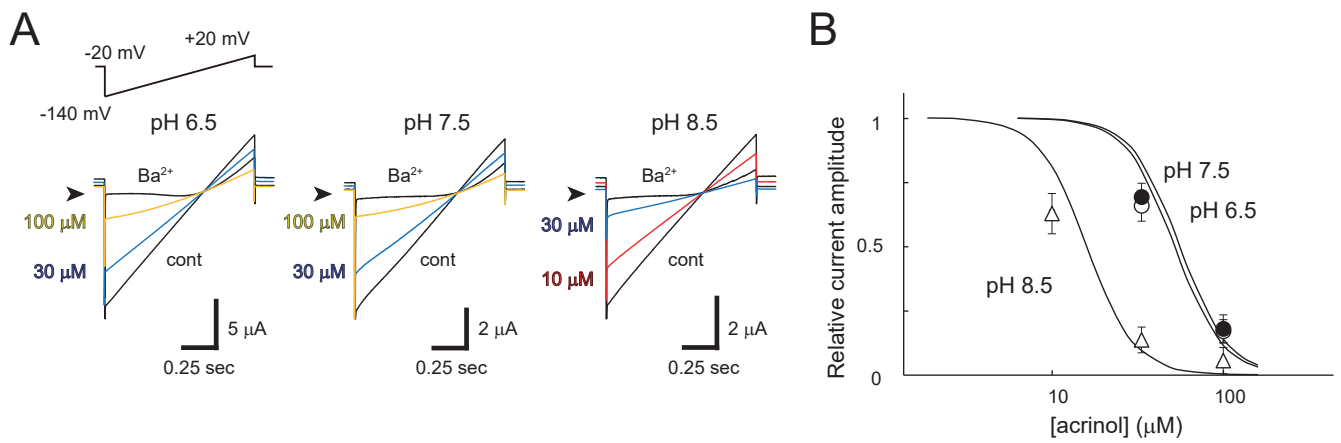 A
-20 mV
+20 mV
-140 mV
pH 6.5
Ba2+
100 μM
30 μM
cont
5 μA
0.25 sec
pH 7.5
Ba2+
100 μM
30 μM
cont
2 μA
0.25 sec
pH 8.5
Ba2+
30 μM
10 μM
cont
2 μA
0.25 sec
B
Relative current amplitude
1
0.5
0
pH 7.5
pH 6.5
pH 8.5
10
100
[acrinol] (μM)